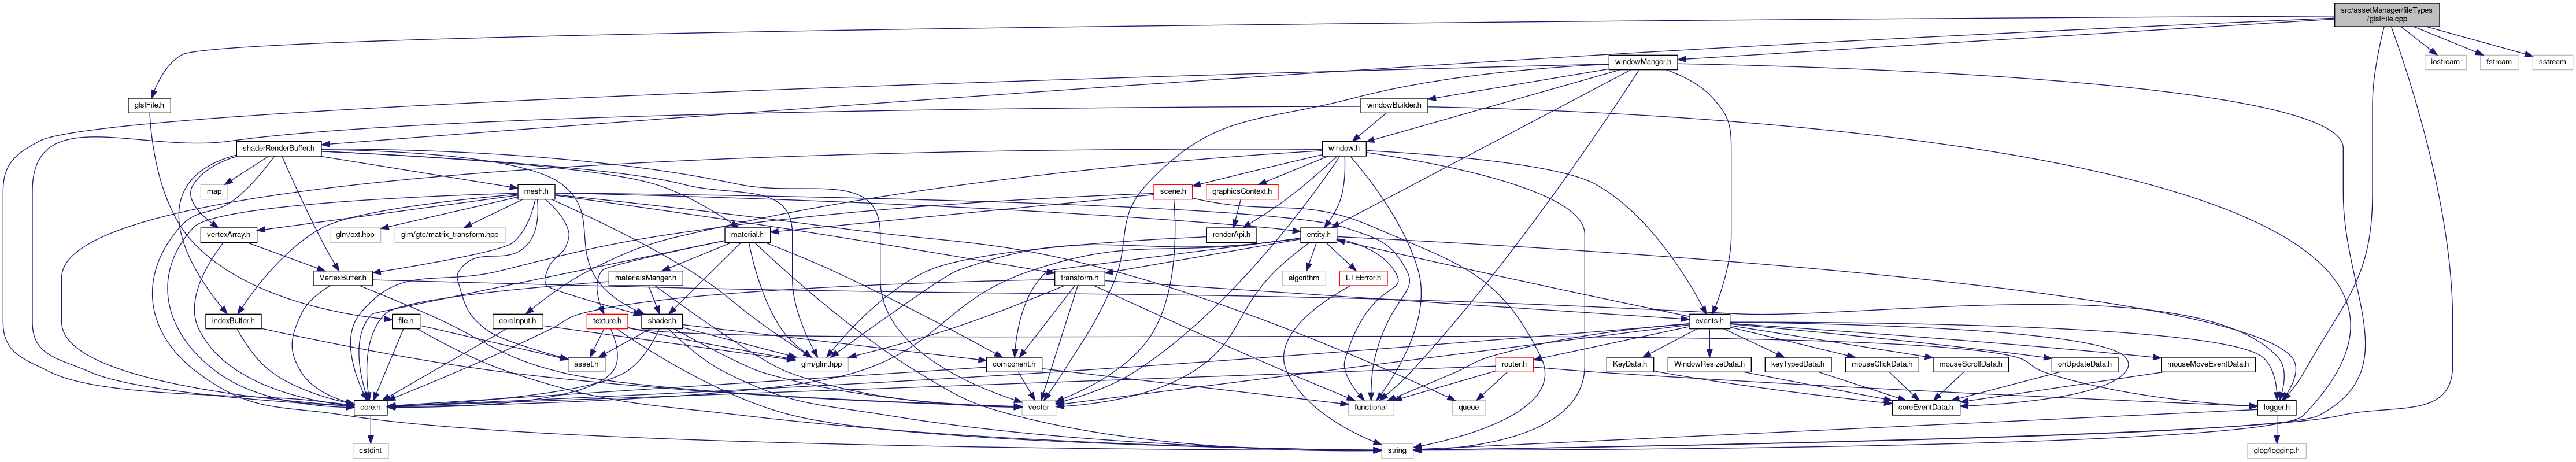 src/assetManager/fileTypes
/glslFile.cpp
windowManger.h
iostream
fstream
sstream
glslFile.h
windowBuilder.h
shaderRenderBuffer.h
window.h
map
mesh.h
scene.h
graphicsContext.h
vertexArray.h
glm/ext.hpp
glm/gtc/matrix_transform.hpp
material.h
renderApi.h
entity.h
VertexBuffer.h
materialsManger.h
transform.h
algorithm
LTEError.h
indexBuffer.h
file.h
coreInput.h
texture.h
shader.h
events.h
asset.h
glm/glm.hpp
component.h
router.h
KeyData.h
WindowResizeData.h
keyTypedData.h
mouseClickData.h
mouseScrollData.h
onUpdateData.h
mouseMoveEventData.h
core.h
vector
functional
queue
coreEventData.h
logger.h
cstdint
string
glog/logging.h